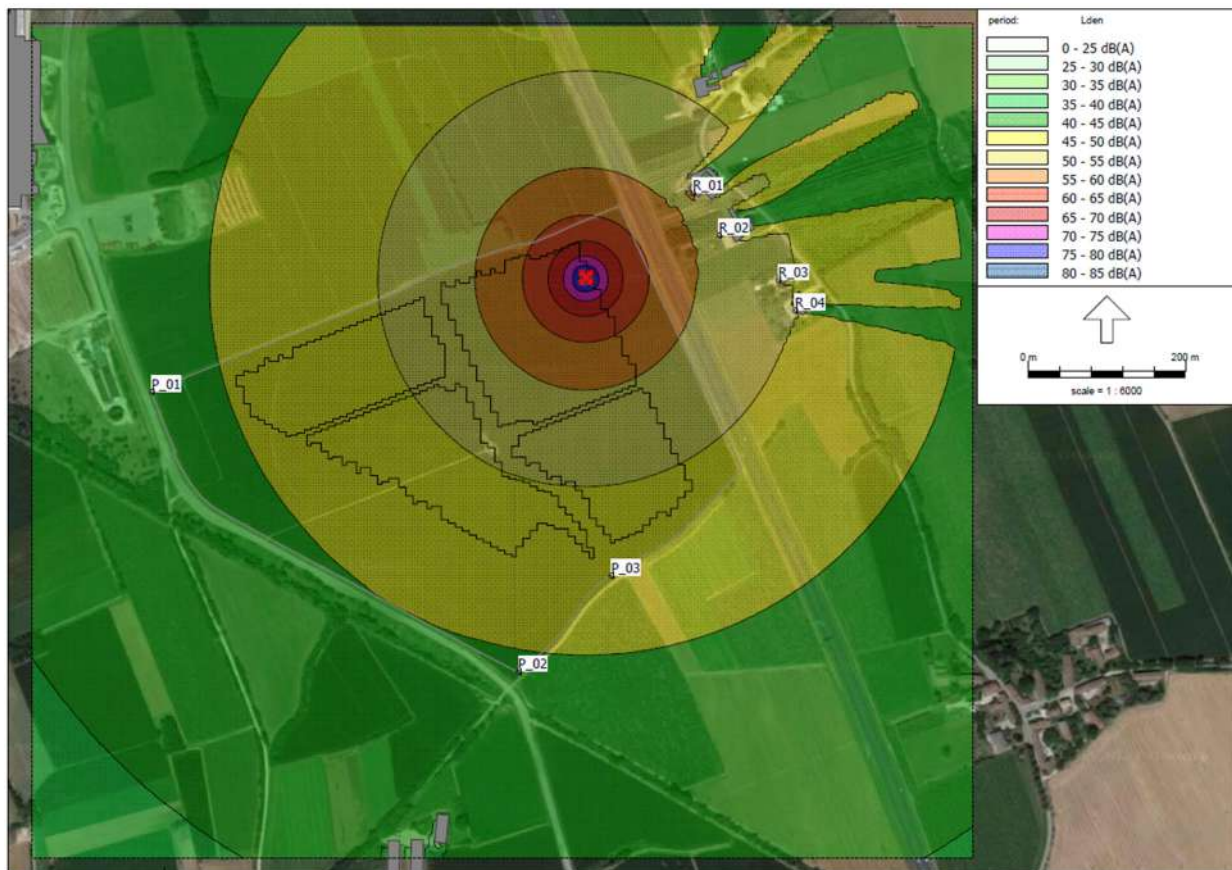 period: Lden
0 - 25 dB(A)
25 - 30 dB(A)
30 - 35 dB(A)
35 - 40 dB(A)
40 - 45 dB(A)
45 - 50 dB(A)
50 - 55 dB(A)
55 - 60 dB(A)
60 - 65 dB(A)
65 - 70 dB(A)
70 - 75 dB(A)
75 - 80 dB(A)
80 - 85 dB(A)
0 m 200 m
scale = 1 : 6000
R_01
R_02
R_03
R_04
P_01
P_03
P_02